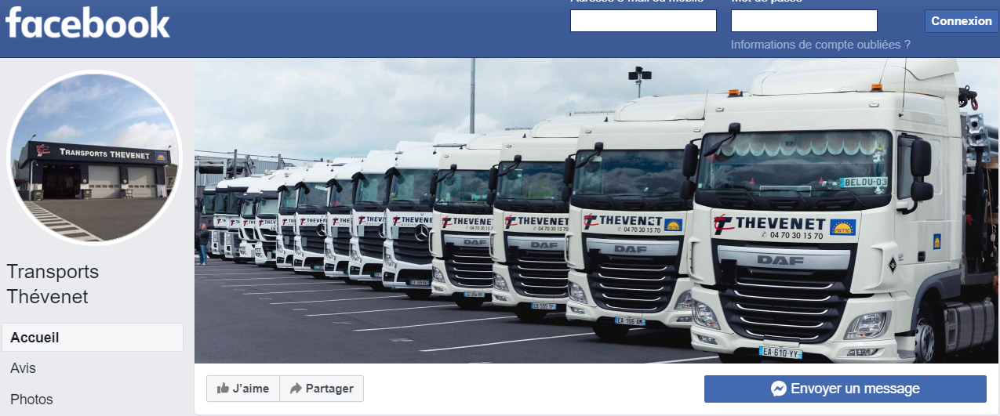 facebook
Adresse e-mail ou mobile
Mot de passe
Connexion
Informations de compte oubliées ?
TRANSPORTS THEVENET
Transports
Thévenet
Accueil
Avis
Photos
THEVENET
04 70 30 15 70
DAF
EA-166-AM
THEVENET
04 70 30 15 70
ASTRE
BELOU-03
DAF
EA-610-YY
J'aime
Partager
Envoyer un message